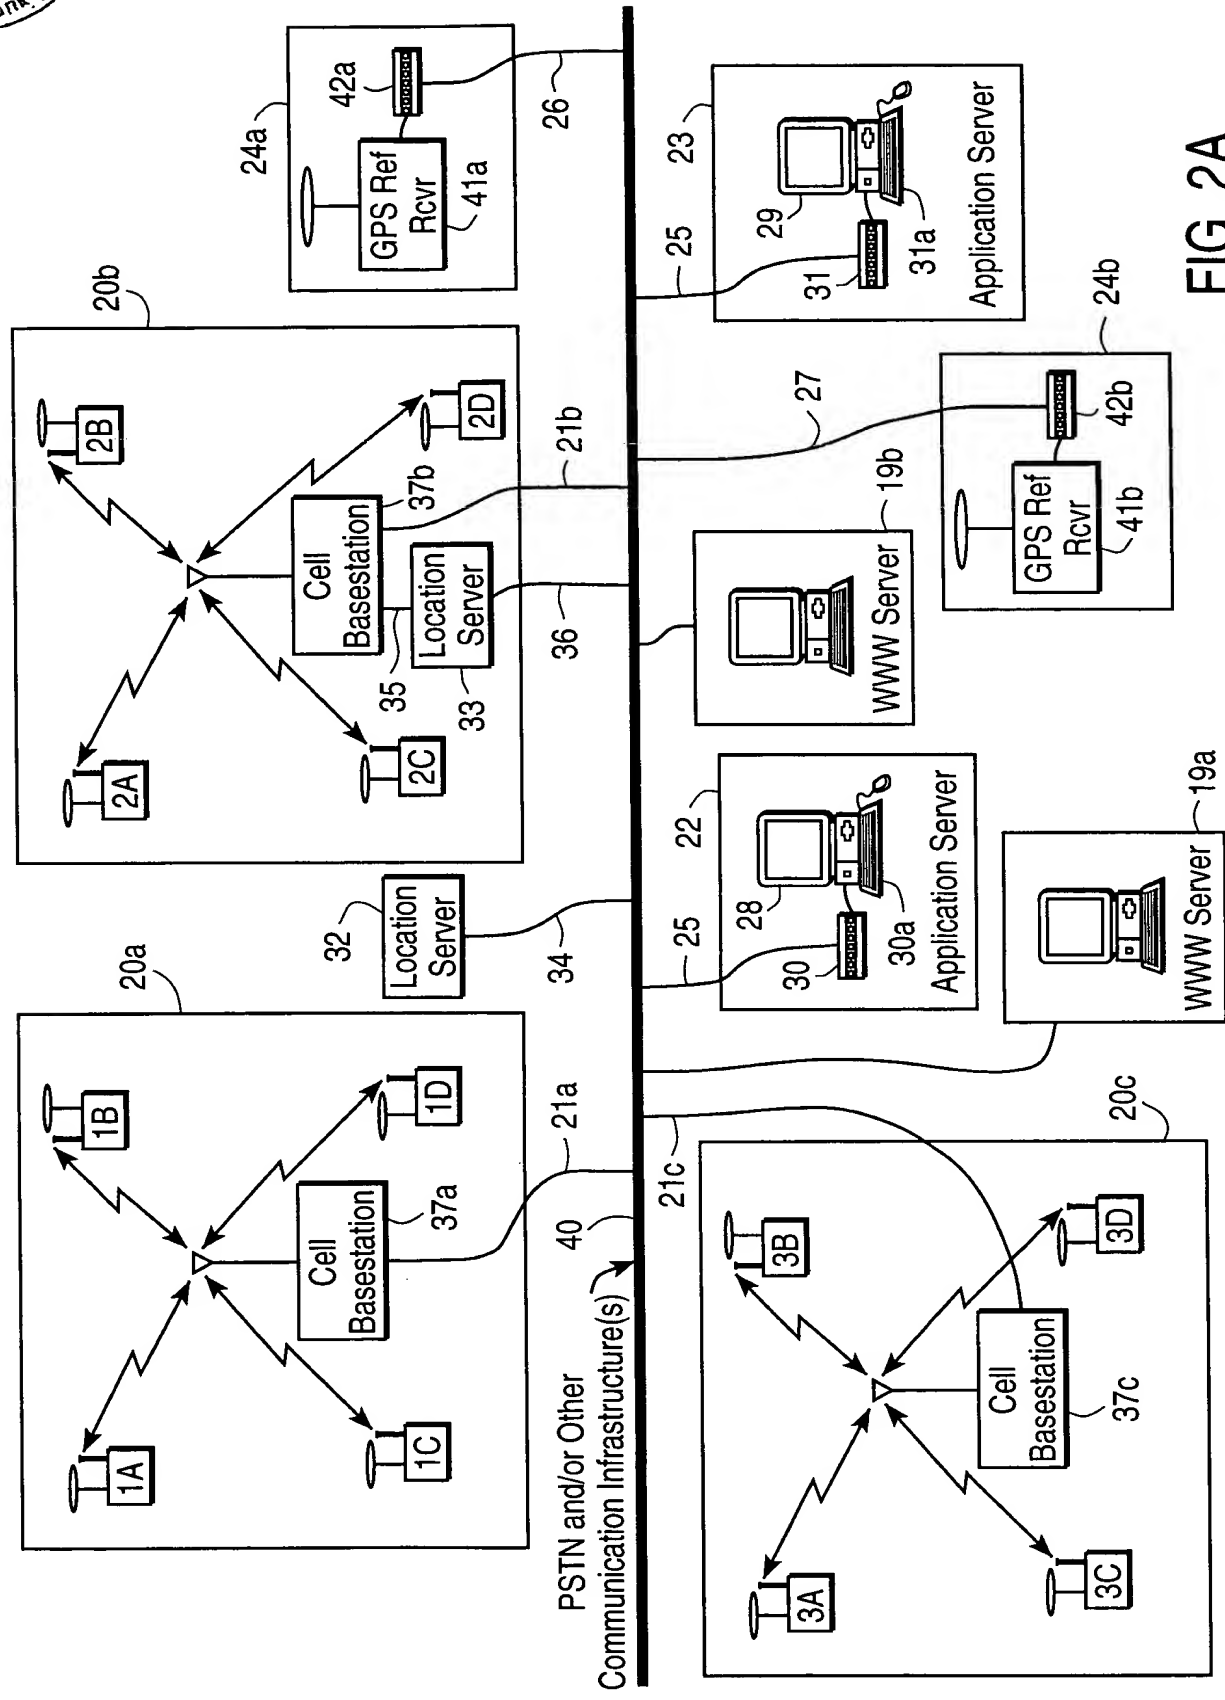 20a
1A
1B
1C
1D
Cell
Basestation
37a
21a
32
Location
Server
34
20b
2A
2B
2C
2D
Cell
Basestation
37b
21b
35
Location
Server
33
36
24a
GPS Ref
Rcvr
41a
42a
26
PSTN and/or Other
Communication Infrastructure(s)
40
21c
20c
3A
3B
3C
3D
Cell
Basestation
37c
19a
WWW Server
25
22
28
30
30a
Application Server
19b
WWW Server
27
24b
GPS Ref
Rcvr
41b
42b
25
23
29
31
31a
Application Server
FIG. 2A